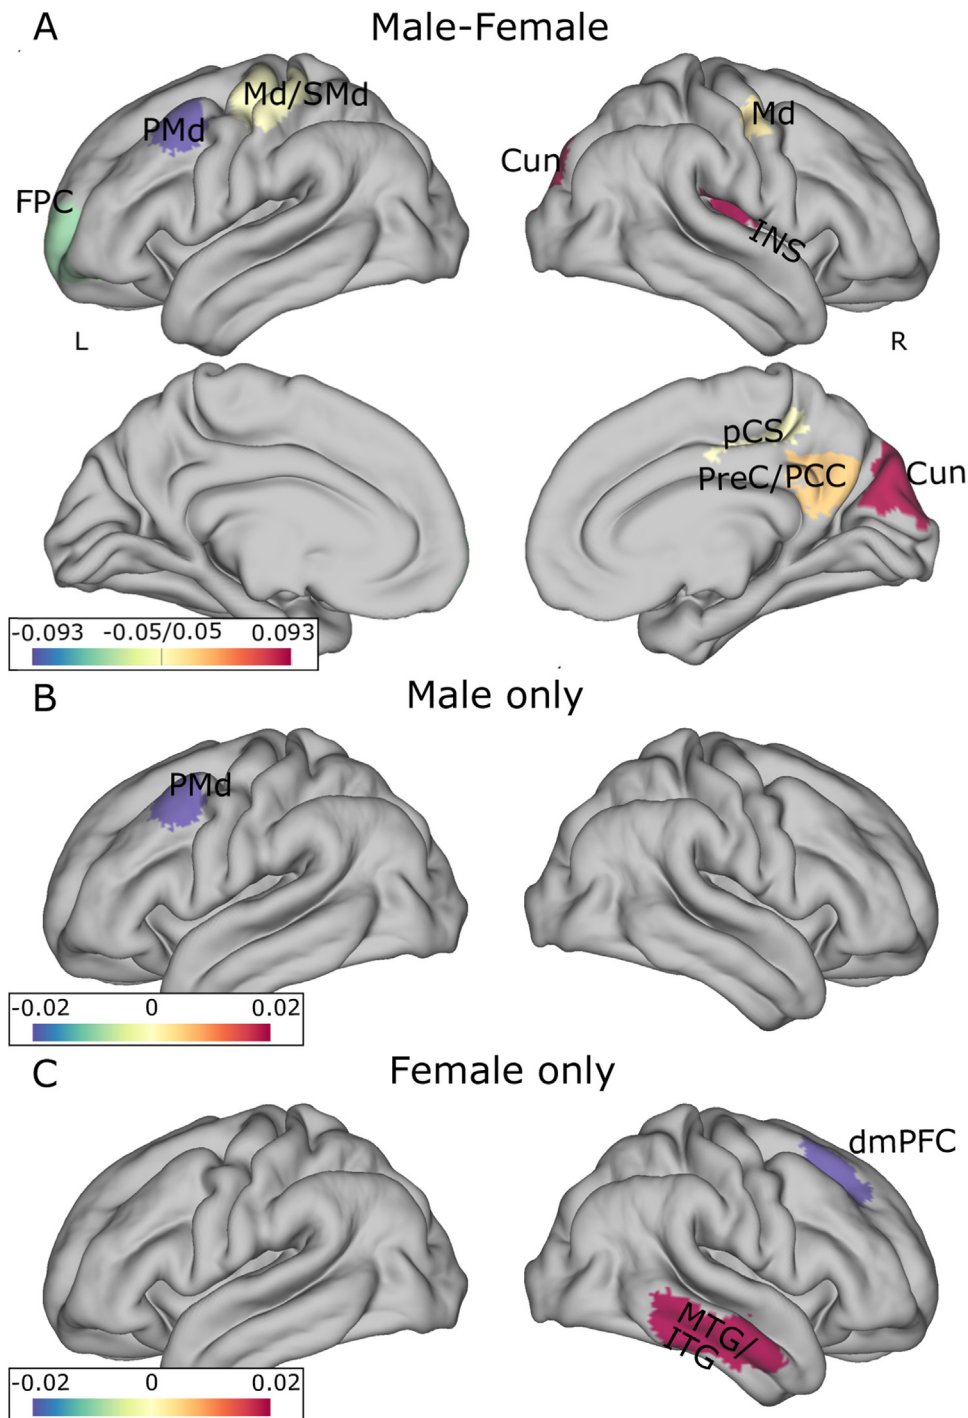 A
Male-Female
Md/SMd
PMd
FPC
Md
Cun
INS
L
R
pCS
PreC/PCC
Cun
-0.093 -0.05/0.05 0.093
B
Male only
PMd
-0.02 0 0.02
C
Female only
dmPFC
MTG/
ITG
-0.02 0 0.02